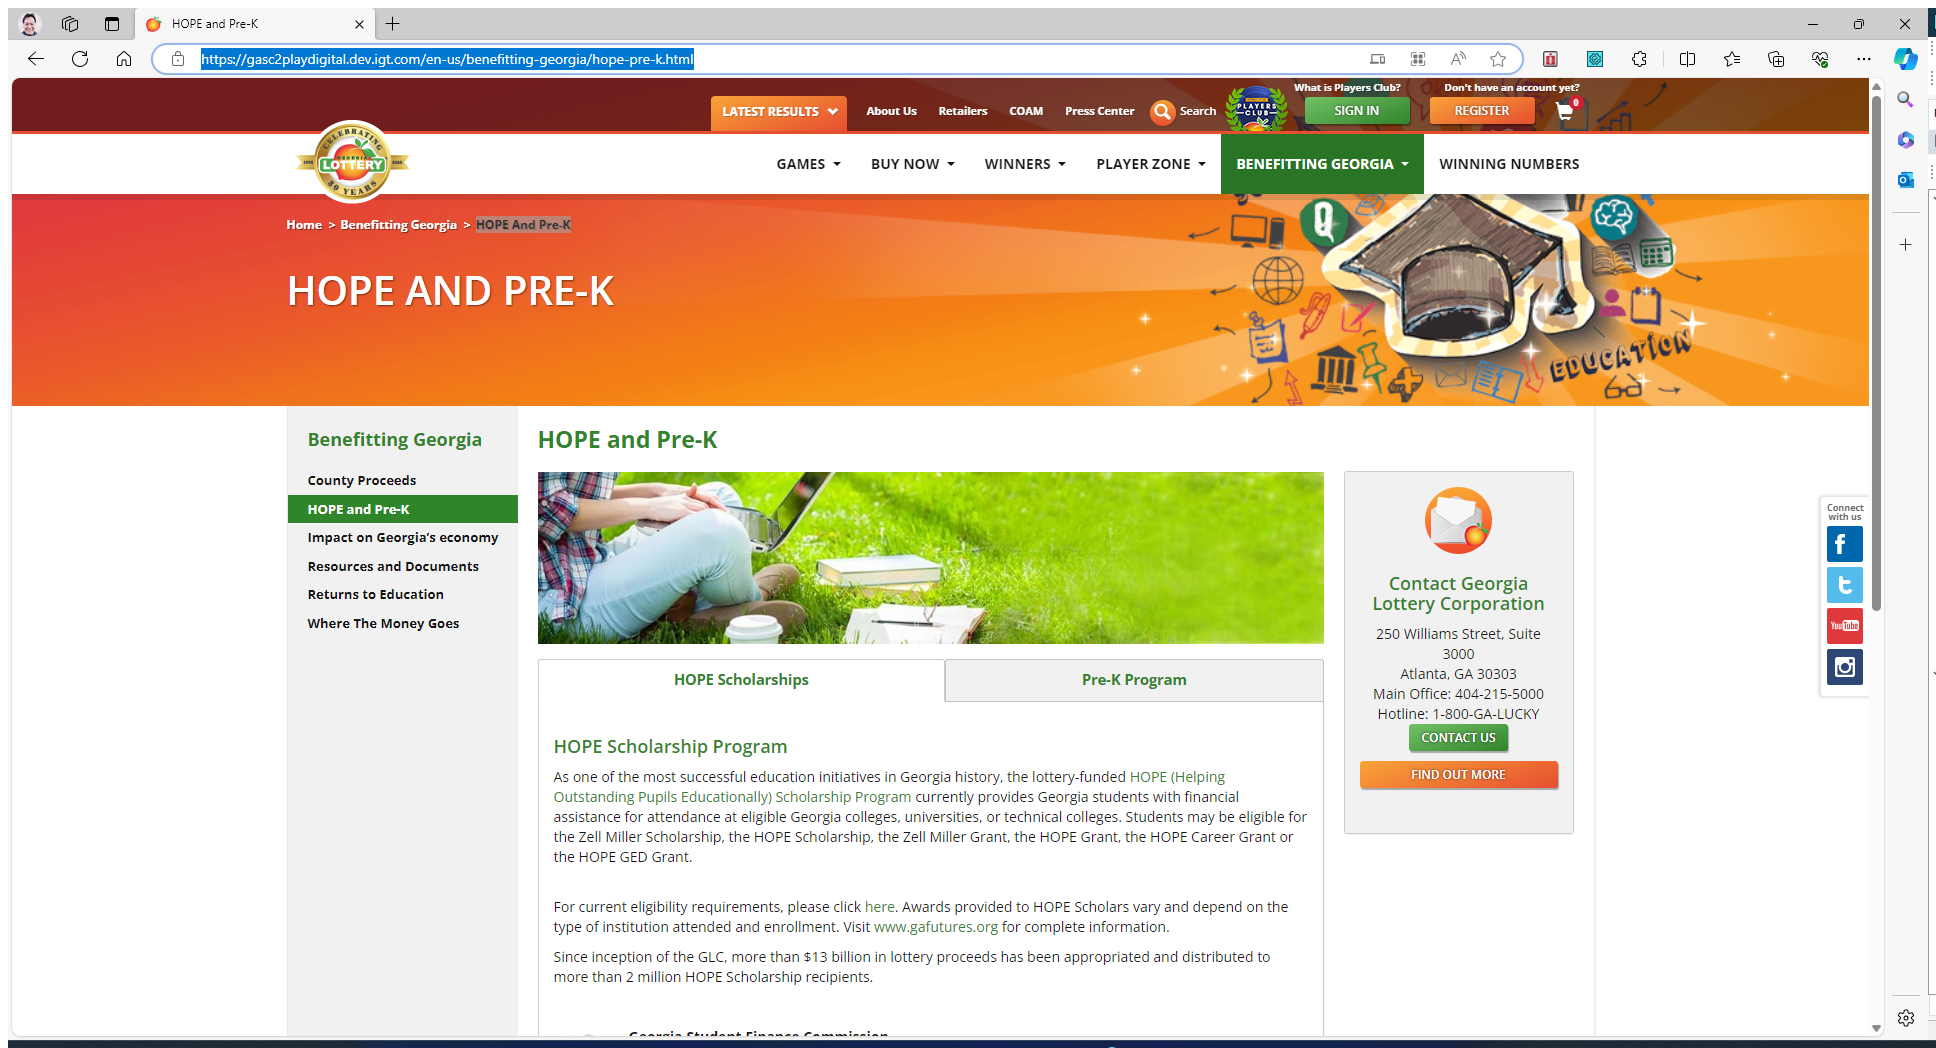 HOPE and Pre-K
https://gasc2playdigital.dev.igt.com/en-us/benefitting-georgia/hope-pre-k.html
What is Players Club?
Don't have an account yet?
LATEST RESULTS
About Us
Retailers
COAM
Press Center
Search
PLAYERS
CLUB
SIGN IN
REGISTER
0
CELEBRATING
GEORGIA
LOTTERY
30 YEARS
GAMES
BUY NOW
WINNERS
PLAYER ZONE
BENEFITTING GEORGIA
WINNING NUMBERS
Home > Benefitting Georgia > HOPE And Pre-K
HOPE AND PRE-K
EDUCATION
Benefitting Georgia
County Proceeds
HOPE and Pre-K
Impact on Georgia's economy
Resources and Documents
Returns to Education
Where The Money Goes
HOPE and Pre-K
HOPE Scholarships
Pre-K Program
HOPE Scholarship Program
As one of the most successful education initiatives in Georgia history, the lottery-funded HOPE (Helping
Outstanding Pupils Educationally) Scholarship Program currently provides Georgia students with financial
assistance for attendance at eligible Georgia colleges, universities, or technical colleges. Students may be eligible for
the Zell Miller Scholarship, the HOPE Scholarship, the Zell Miller Grant, the HOPE Grant, the HOPE Career Grant or
the HOPE GED Grant.
For current eligibility requirements, please click here. Awards provided to HOPE Scholars vary and depend on the
type of institution attended and enrollment. Visit www.gafutures.org for complete information.
Since inception of the GLC, more than $13 billion in lottery proceeds has been appropriated and distributed to
more than 2 million HOPE Scholarship recipients.
Georgia Student Finance Commission
Contact Georgia
Lottery Corporation
250 Williams Street, Suite
3000
Atlanta, GA 30303
Main Office: 404-215-5000
Hotline: 1-800-GA-LUCKY
CONTACT US
FIND OUT MORE
Connect
with us
You Tube